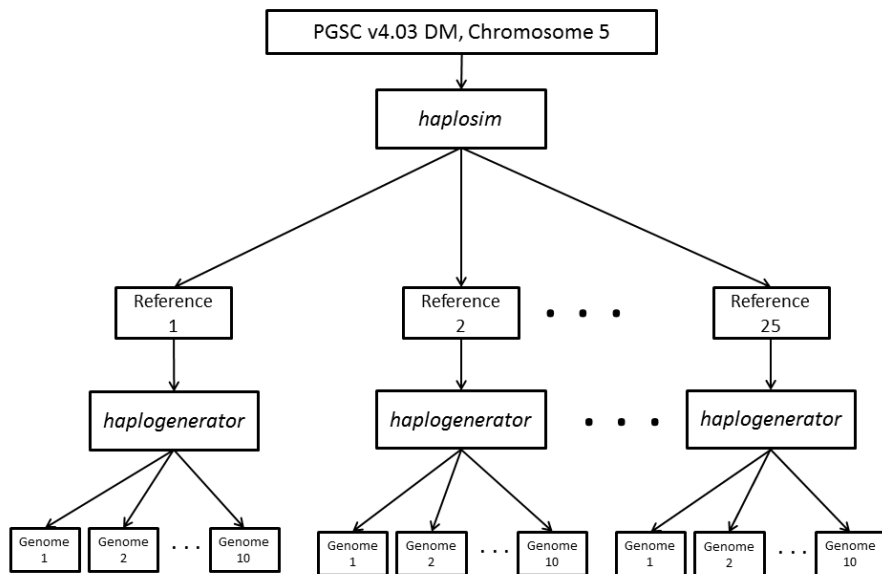 PGSC v4.03 DM, Chromosome 5
haplosim
Reference
1
Reference
2
. . .
Reference
25
haplogenerator
haplogenerator
. . .
haplogenerator
Genome
1
Genome
2
. . .
Genome
10
Genome
1
Genome
2
. . .
Genome
10
Genome
1
Genome
2
. . .
Genome
10